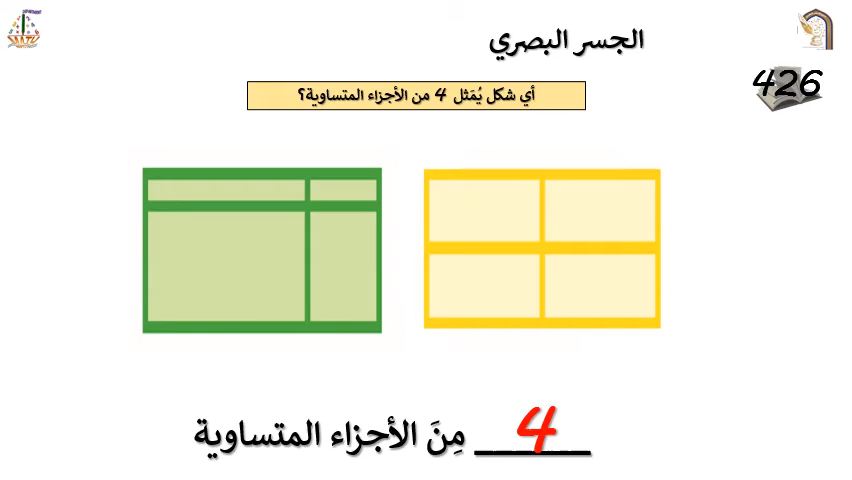 الجسر البصري
426
أي شكل يُمَثل 4 من الأجزاء المتساوية؟
4 مِنَ الأجزاء المتساوية